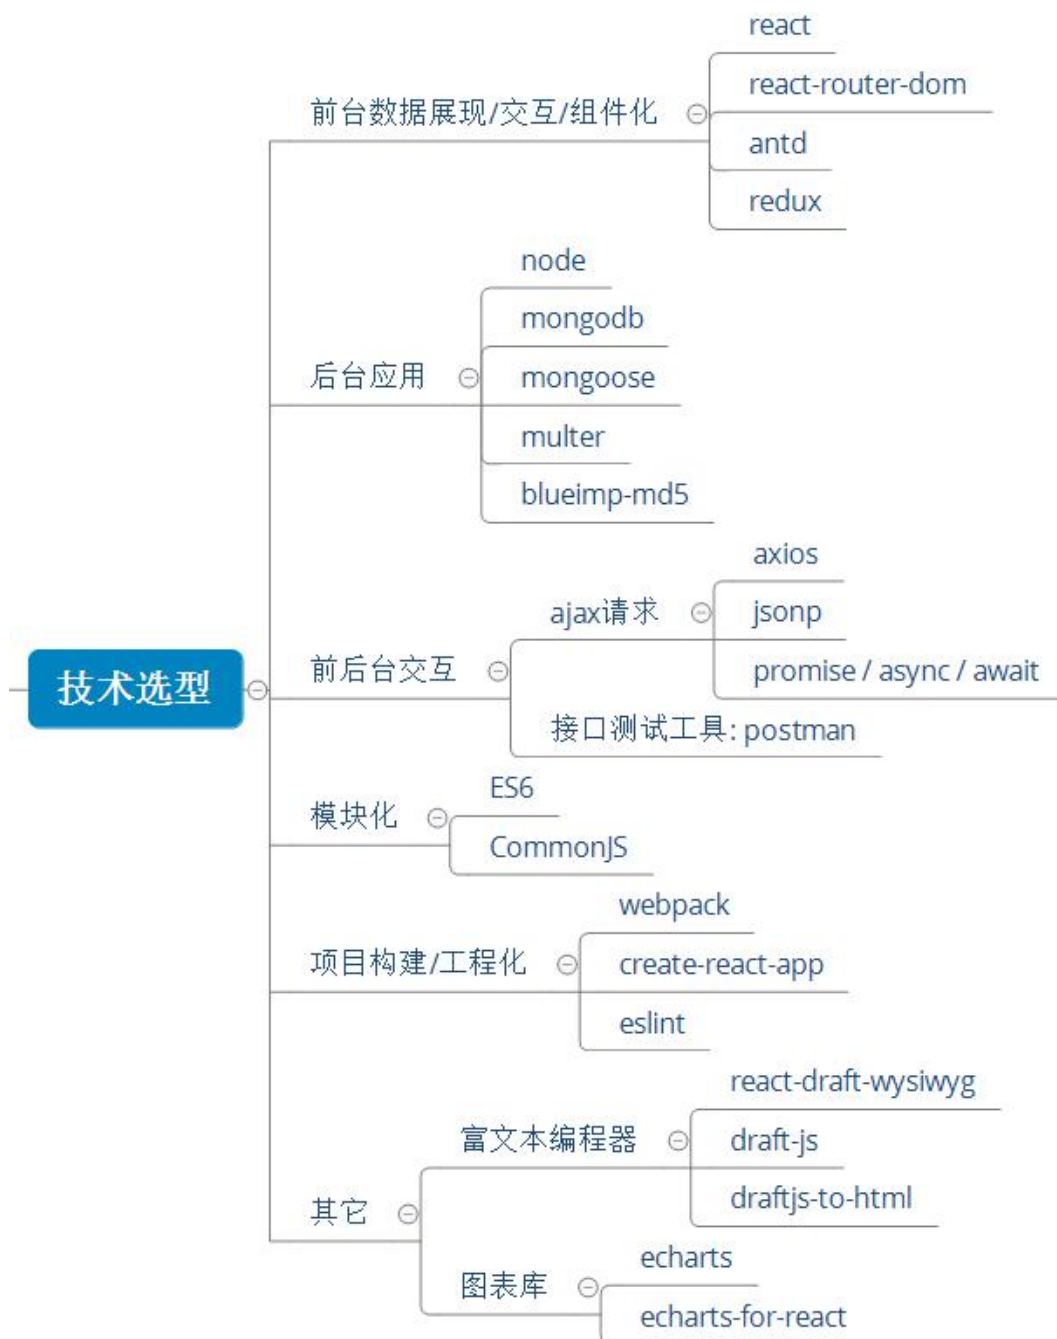 技术选型
前台数据展现/交互/组件化
react
react-router-dom
antd
redux
后台应用
node
mongodb
mongoose
multer
blueimp-md5
前后台交互
ajax请求
axios
jsonp
promise / async / await
接口测试工具: postman
模块化
ES6
CommonJS
项目构建/工程化
webpack
create-react-app
eslint
其它
富文本编程器
react-draft-wysiwyg
draft-js
draftjs-to-html
图表库
echarts
echarts-for-react